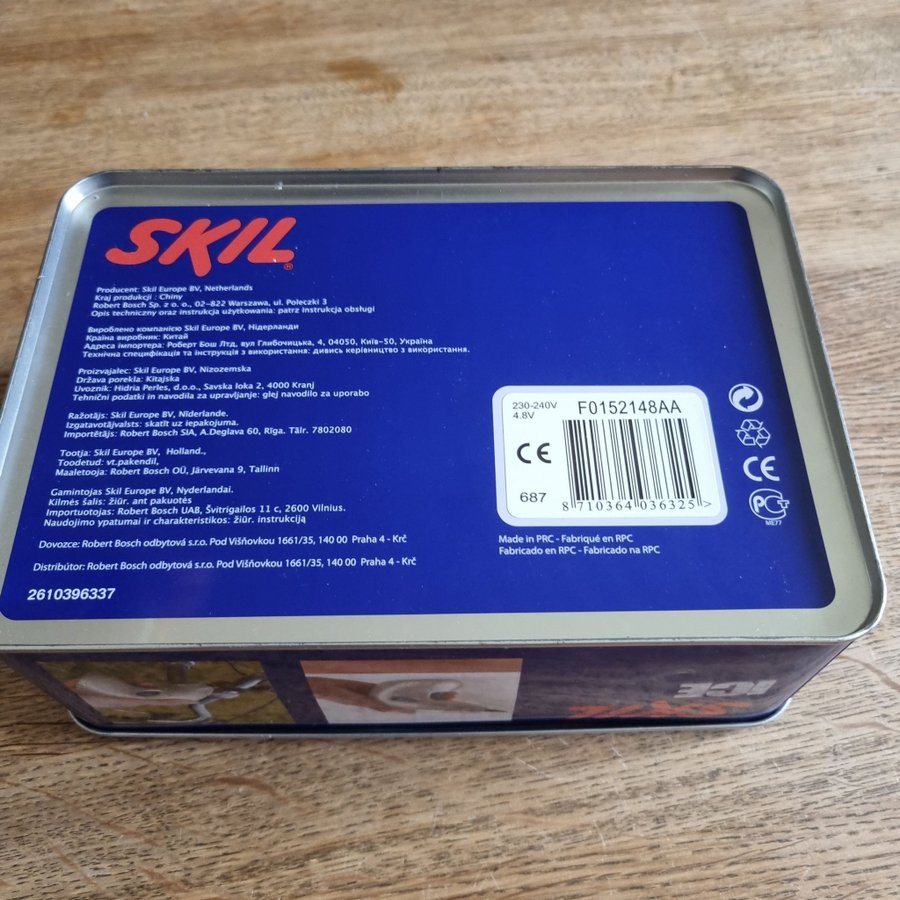 SKIL®
Producent: Skil Europe BV, Netherlands
Kraj produkcji : Chiny
Robert Bosch Sp. z o. o., 02-822 Warszawa, ul. Poleczki 3
Opis techniczny oraz instrukcja użytkowania: patrz instrukcja obsługi
Вироблено компанією Skil Europe BV, Нідерланди
Країна виробник: Китай
Адреса імпортера: Роберт Бош Лтд, вул Глибочицька, 4, 04050, Київ-50, Україна
Технічна специфікація та інструкція з використання: дивись керівництво з використання.
Proizvajalec: Skil Europe BV, Nizozemska
Država porekla: Kitajska
Uvoznik: Hidria Perles, d.o.o., Savska loka 2, 4000 Kranj
Tehnični podatki in navodila za upravljanje: glej navodilo za uporabo
Ražotājs: Skil Europe BV, Nīderlande.
Izgatavotājvalsts: skatīt uz iepakojuma.
Importētājs: Robert Bosch SIA, A.Deglava 60, Rīga. Tālr. 7802080
Tootja: Skil Europe BV, Holland.,
Toodetud: vt.pakendil,
Maaletooja: Robert Bosch OÜ, Järvevana 9, Tallinn
Gamintojas Skil Europe BV, Nyderlandai.
Kilmės šalis: žiūr. ant pakuotės
Importuotojas: Robert Bosch UAB, Švitrigailos 11 c, 2600 Vilnius.
Naudojimo ypatumai ir charakteristikos: žiūr. instrukciją
Dovozce: Robert Bosch odbytová s.r.o. Pod Višňovkou 1661/35, 140 00 Praha 4 - Krč
Distribútor: Robert Bosch odbytová s.r.o. Pod Višňovkou 1661/35, 140 00 Praha 4 - Krč
2610396337
230-240V
4.8V
F0152148AA
CE
687
8 710364 036325 >
Made in PRC - Fabriqué en RPC
Fabricado en RPC - Fabricado na RPC
CE
ME77
ICE
SKIL